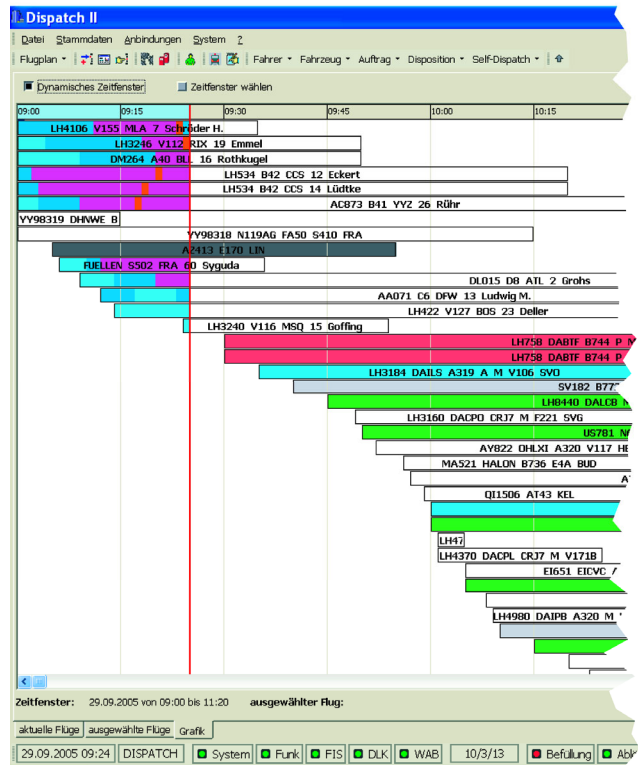 Dispatch II
Datei Stammdaten Anbindungen System ?
Flugplan Fahrer Fahrzeug Auftrag Disposition Self-Dispatch
Dynamisches Zeitfenster Zeitfenster wählen
09:00 09:15 09:30 09:45 10:00 10:15
LH4106 V155 MLA 7 Schröder H.
LH3246 V112 RIX 19 Emmel
DM264 A40 BLL 16 Rothkugel
LH534 B42 CCS 12 Eckert
LH534 B42 CCS 14 Lüdtke
AC873 B41 YYZ 26 Rühr
YY98319 DHNWE B
YY98318 N119AG FA50 S410 FRA
AZ413 E170 LIN
FUELLEN S502 FRA 60 Syguda
DL015 D8 ATL 2 Grohs
AA071 C6 DFW 13 Ludwig M.
LH422 V127 BOS 23 Deller
LH3240 V116 MSQ 15 Goffing
LH758 DABTF B744 P M
LH758 DABTF B744 P
LH3184 DAILS A319 A M V106 SVO
SV182 B77
LH8440 DALCB
LH3160 DACPO CRJ7 M F221 SVG
US781
AY822 OHLXI A320 V117 HE
MA521 HALON B736 E4A BUD
QI1506 AT43 KEL
LH47
LH4370 DACPL CRJ7 M V171B
EI651 EICVC
LH4980 DAIPB A320 M
Zeitfenster: 29.09.2005 von 09:00 bis 11:20 ausgewählter Flug:
aktuelle Flüge ausgewählte Flüge Grafik
29.09.2005 09:24 DISPATCH System Funk FIS DLK WAB 10/3/13 Befüllung